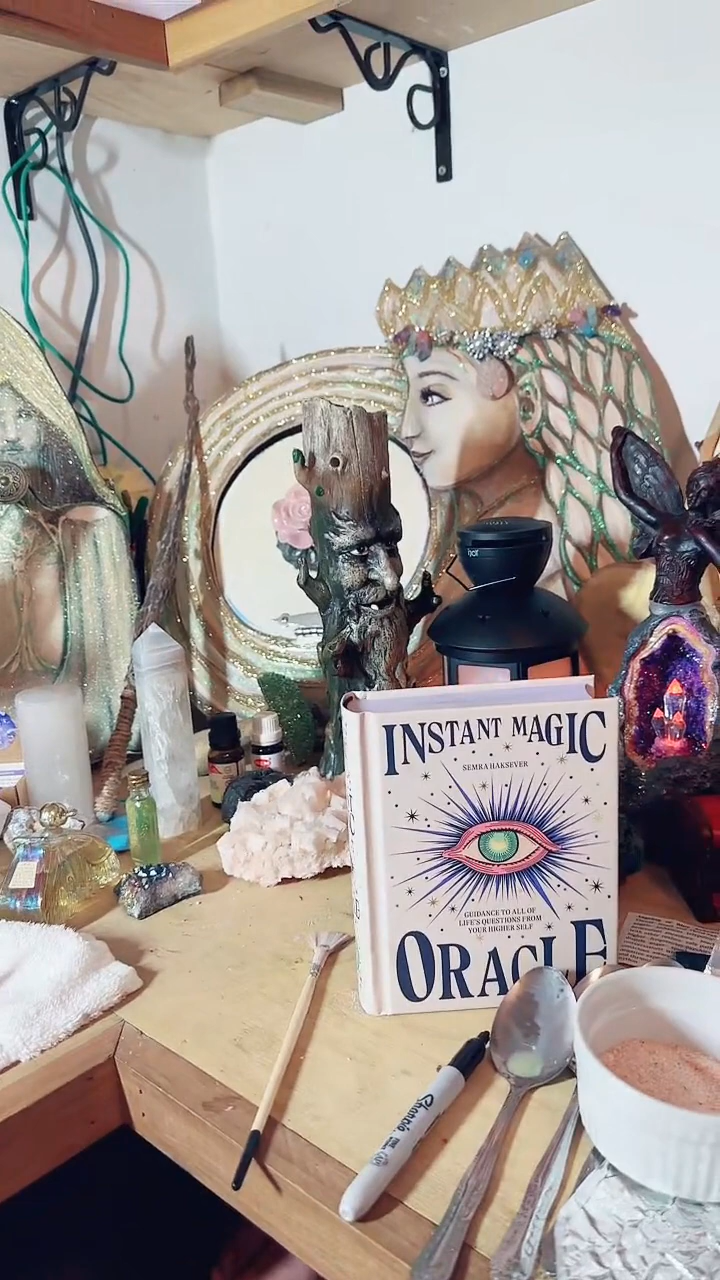 INSTANT MAGIC
SEMRA HAKSEVER
GUIDANCE TO ALL OF
LIFE'S QUESTIONS FROM
YOUR HIGHER SELF
ORACLE
Sharpie